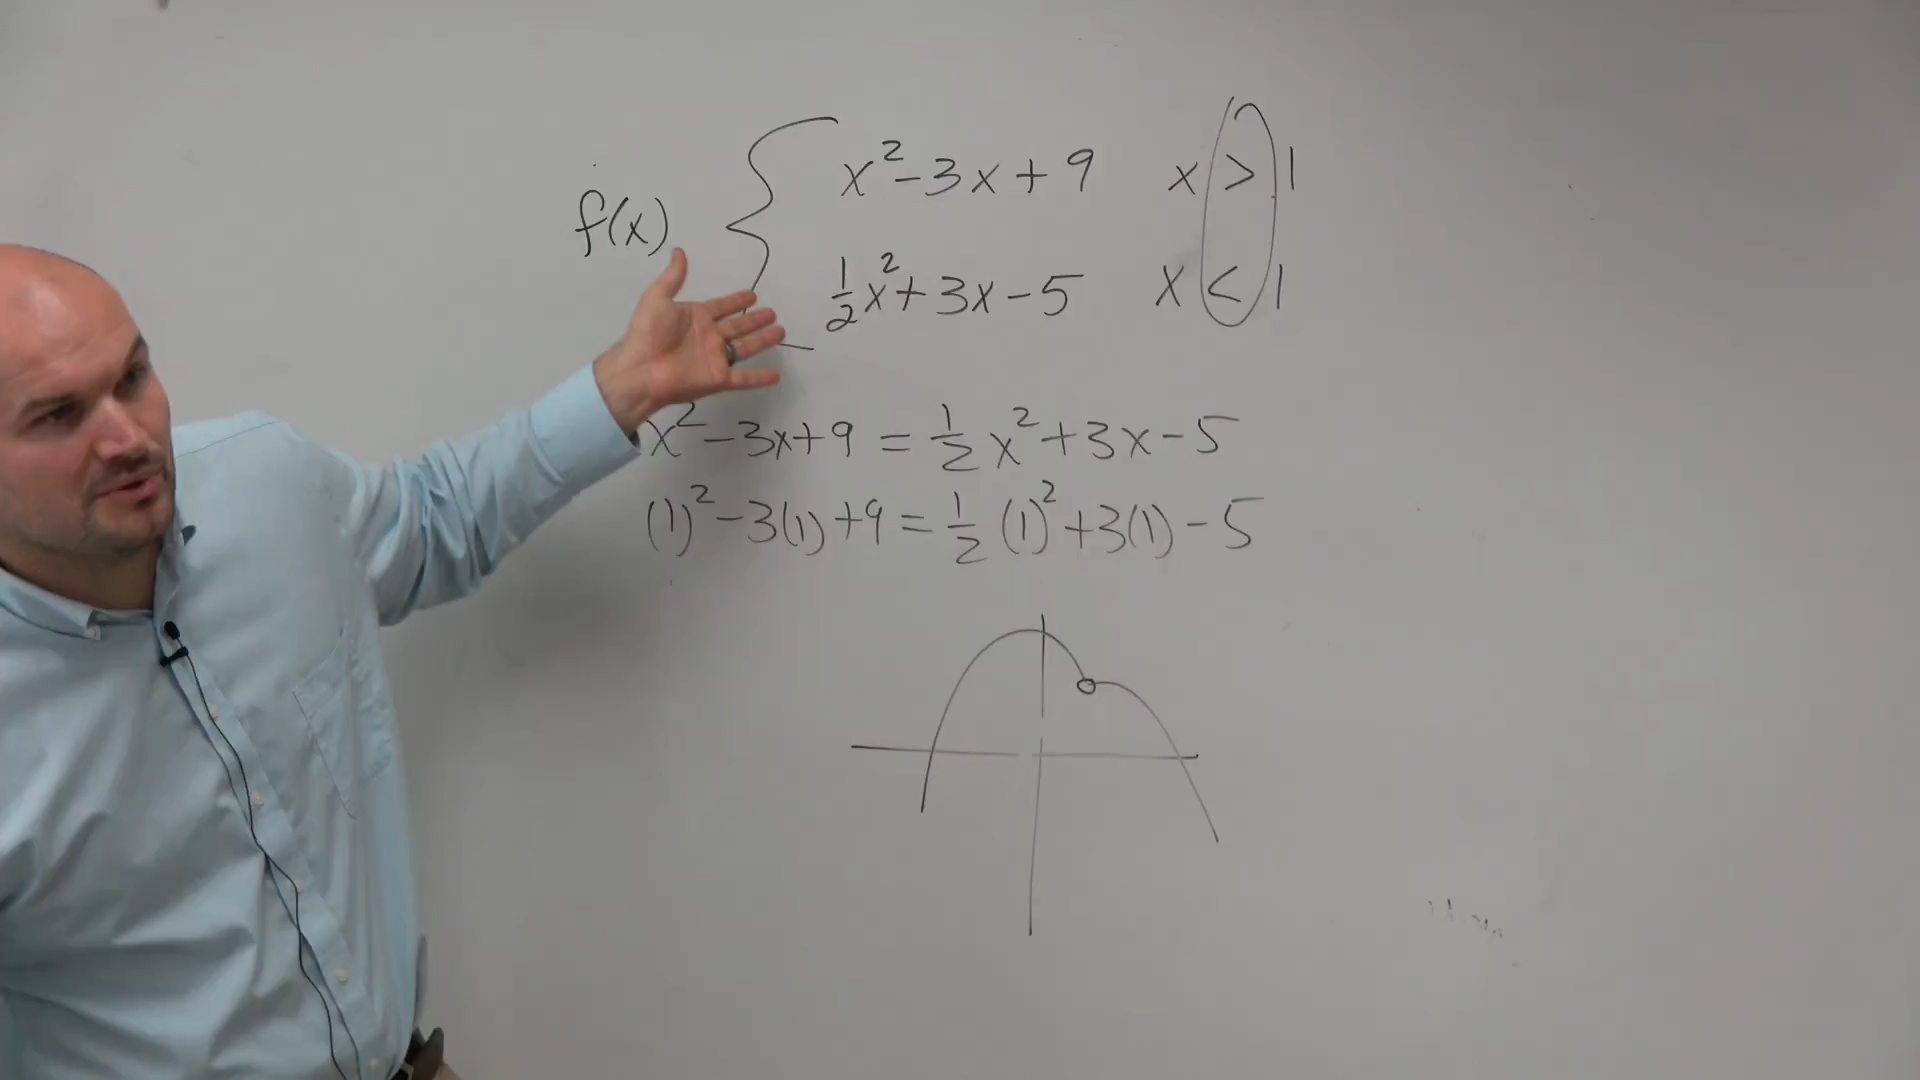 f(x) { x² - 3x + 9 x > 1
½x² + 3x - 5 x < 1
x² - 3x + 9 = ½x² + 3x - 5
(1)² - 3(1) + 9 = ½(1)² + 3(1) - 5